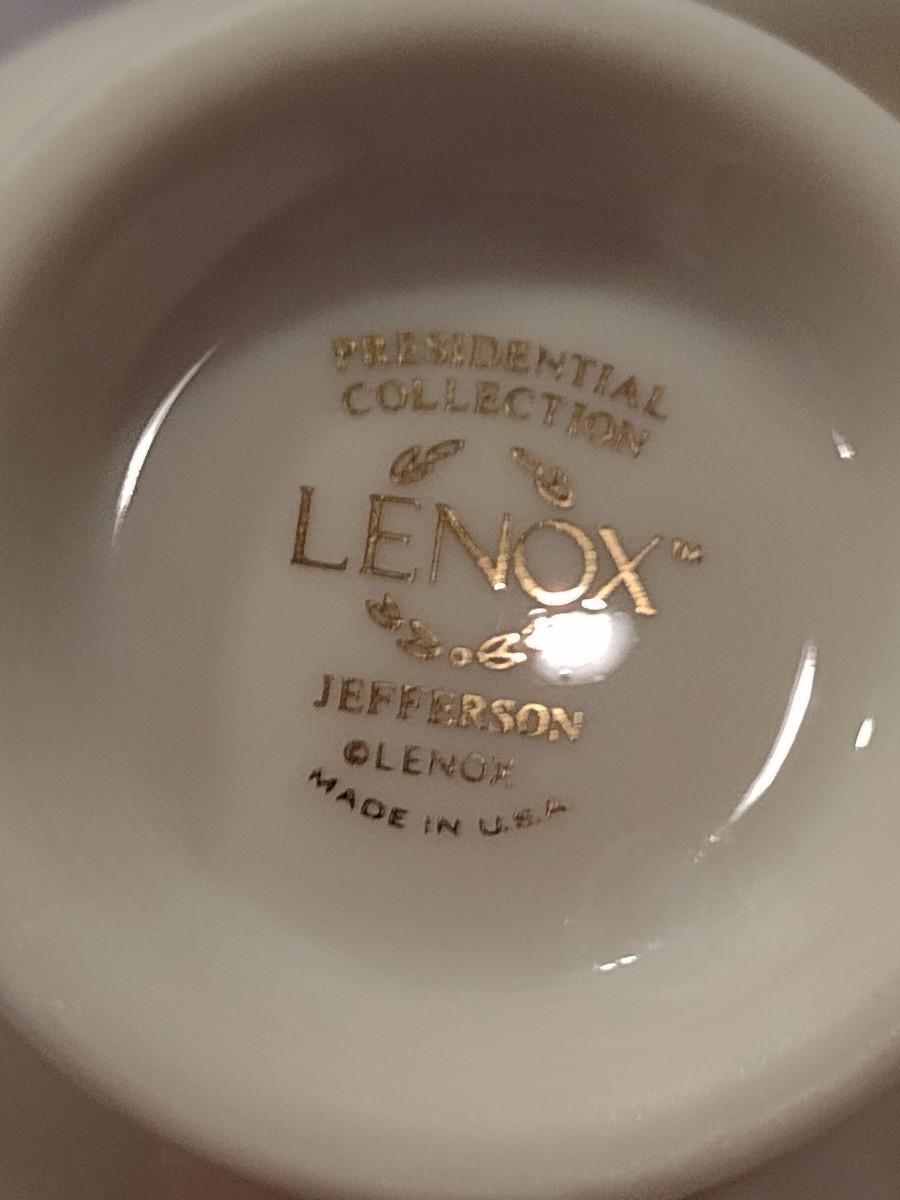 PRESIDENTIAL
COLLECTION
LENOX™
JEFFERSON
©LENOX
MADE IN U.S.A